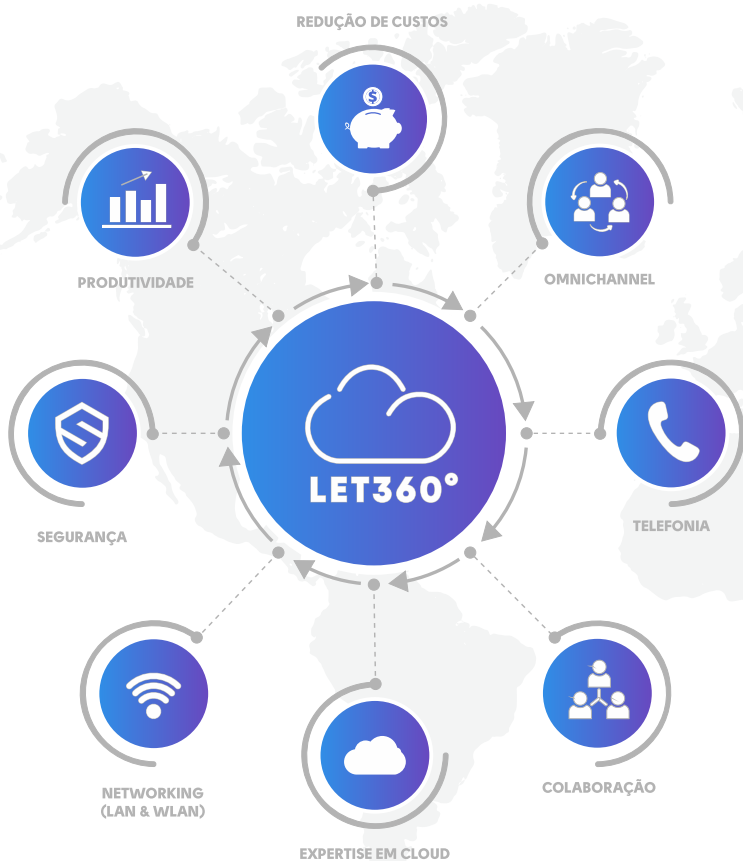 REDUÇÃO DE CUSTOS
$
PRODUTIVIDADE
OMNICHANNEL
LET360°
SEGURANÇA
TELEFONIA
NETWORKING
(LAN & WLAN)
COLABORAÇÃO
EXPERTISE EM CLOUD